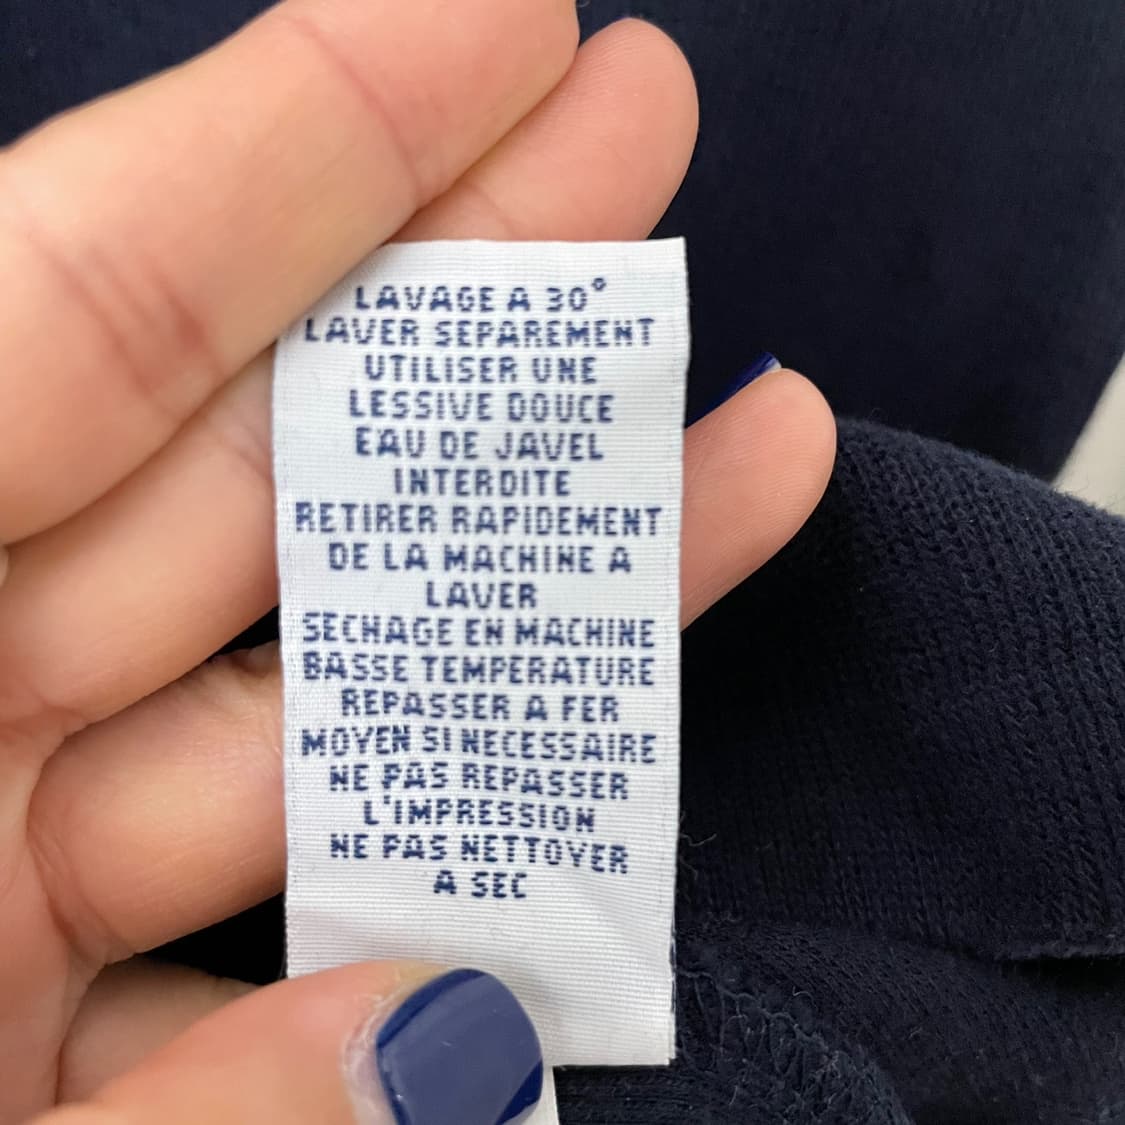 LAVAGE A 30°
LAVER SEPAREMENT
UTILISER UNE
LESSIVE DOUCE
EAU DE JAVEL
INTERDITE
RETIRER RAPIDEMENT
DE LA MACHINE A
LAVER
SECHAGE EN MACHINE
BASSE TEMPERATURE
REPASSER A FER
MOYEN SI NECESSAIRE
NE PAS REPASSER
L'IMPRESSION
NE PAS NETTOYER
A SEC